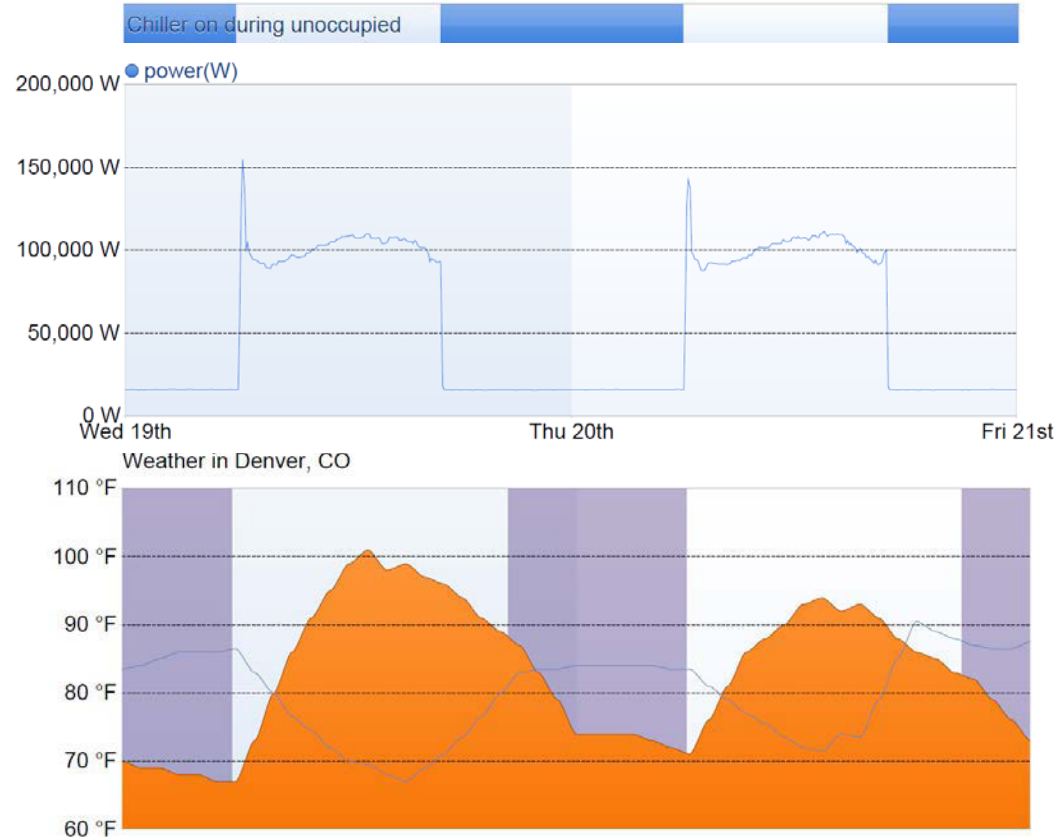 Chiller on during unoccupied
power(W)
200,000 W
150,000 W
100,000 W
50,000 W
0 W
Wed 19th Thu 20th Fri 21st
Weather in Denver, CO
110 °F
100 °F
90 °F
80 °F
70 °F
60 °F